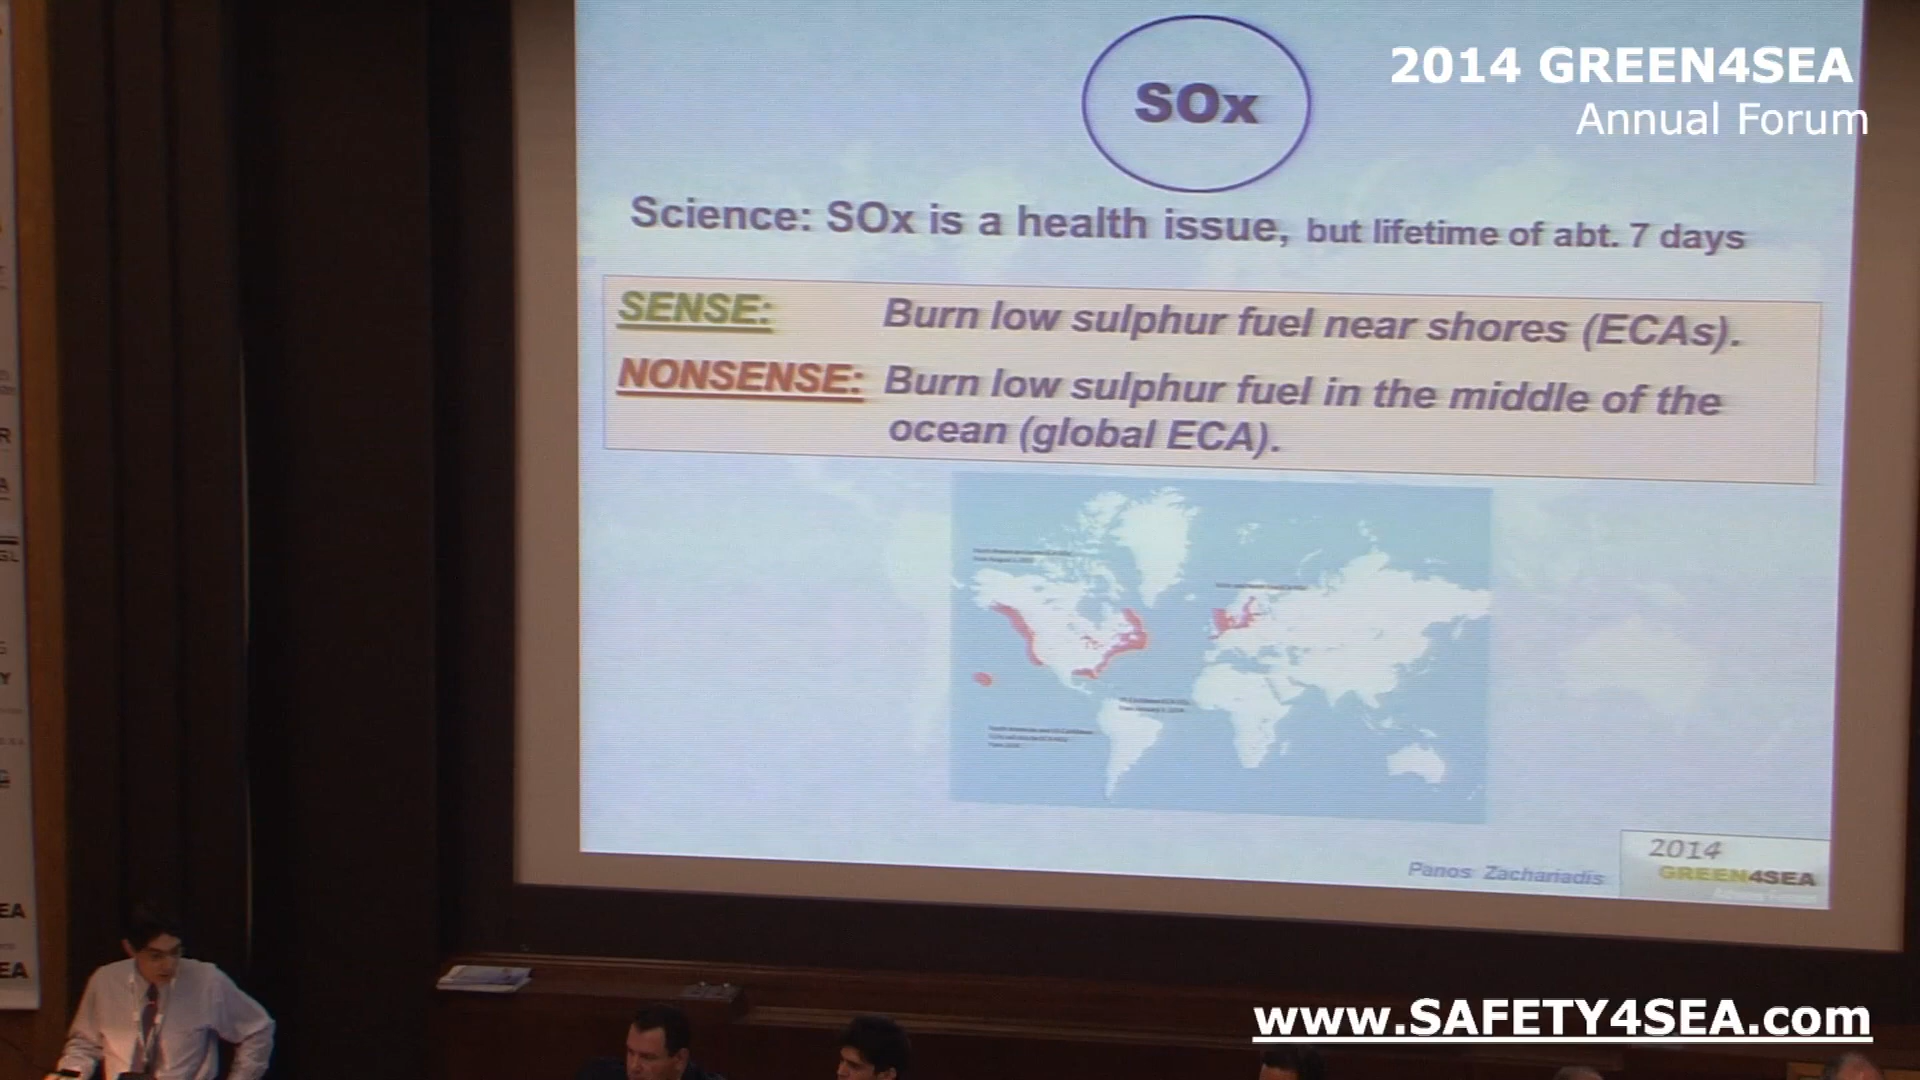 2014 GREEN4SEA
Annual Forum
SOx
Science: SOx is a health issue, but lifetime of abt. 7 days
SENSE: Burn low sulphur fuel near shores (ECAs).
NONSENSE: Burn low sulphur fuel in the middle of the
ocean (global ECA).
Panos Zachariadis
2014
GREEN4SEA
EA
EA
www.SAFETY4SEA.com